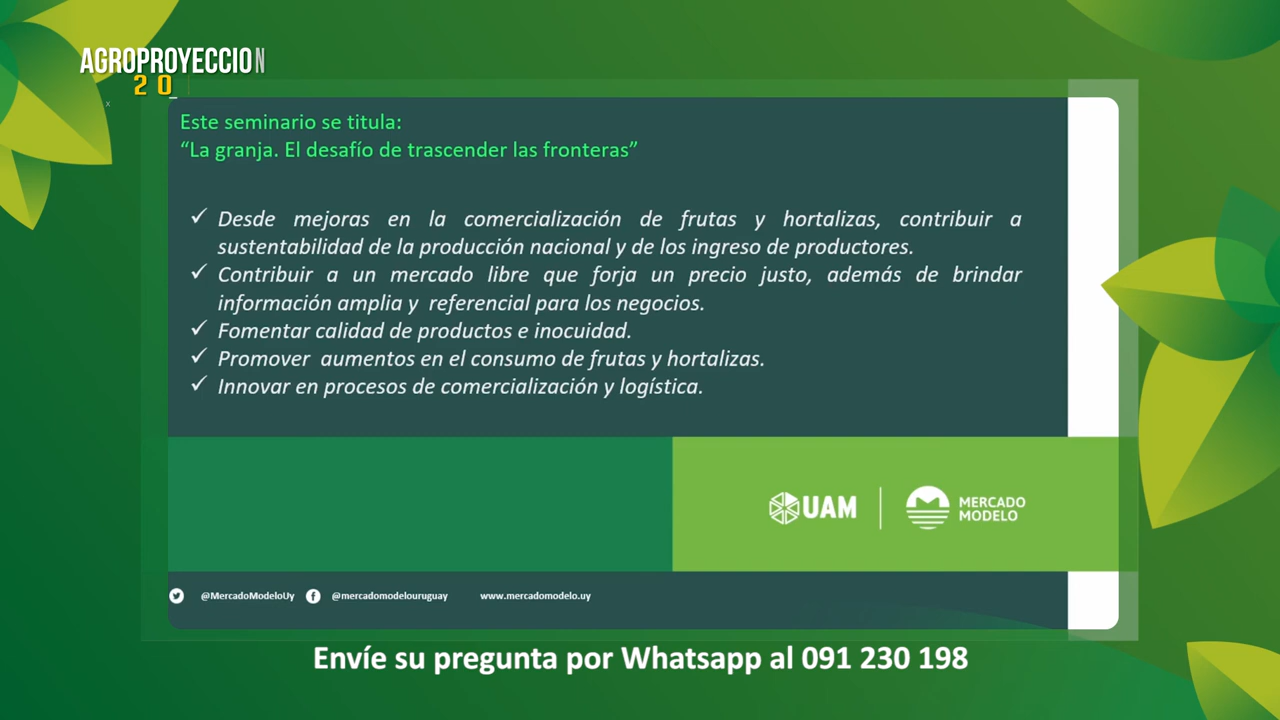 AGROPROYECCION
20
x
Este seminario se titula:
“La granja. El desafío de trascender las fronteras”
✓ Desde mejoras en la comercialización de frutas y hortalizas, contribuir a
sustentabilidad de la producción nacional y de los ingreso de productores.
✓ Contribuir a un mercado libre que forja un precio justo, además de brindar
información amplia y referencial para los negocios.
✓ Fomentar calidad de productos e inocuidad.
✓ Promover aumentos en el consumo de frutas y hortalizas.
✓ Innovar en procesos de comercialización y logística.
UAM
MERCADO
MODELO
@MercadoModeloUy @mercadomodelouruguay www.mercadomodelo.uy
Envíe su pregunta por Whatsapp al 091 230 198